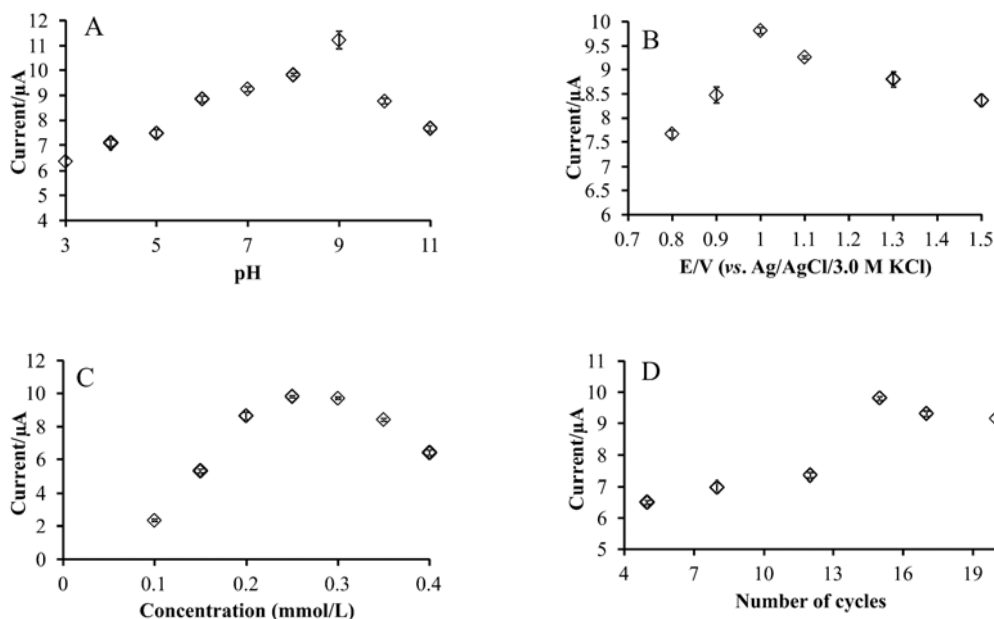 A
Current/µA
12
11
10
9
8
7
6
5
4
3 5 7 9 11
pH
B
Current/µA
10
9.5
9
8.5
8
7.5
7
6.5
6
0.7 0.8 0.9 1 1.1 1.2 1.3 1.4 1.5
E/V (vs. Ag/AgCl/3.0 M KCl)
C
Current/µA
12
10
8
6
4
2
0
0 0.1 0.2 0.3 0.4
Concentration (mmol/L)
D
Current/µA
11
10
9
8
7
6
5
4 7 10 13 16 19
Number of cycles